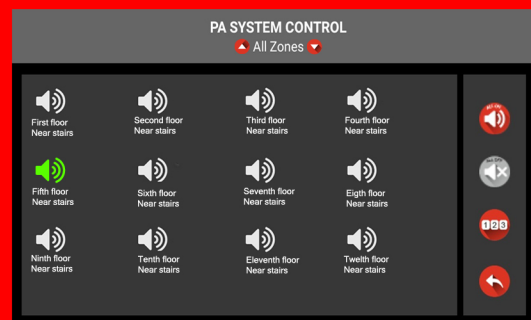 PA SYSTEM CONTROL
All Zones
First floor
Near stairs
Second floor
Near stairs
Third floor
Near stairs
Fourth floor
Near stairs
Fifth floor
Near stairs
Sixth floor
Near stairs
Seventh floor
Near stairs
Eigth floor
Near stairs
Ninth floor
Near stairs
Tenth floor
Near stairs
Eleventh floor
Near stairs
Twelth floor
Near stairs
123